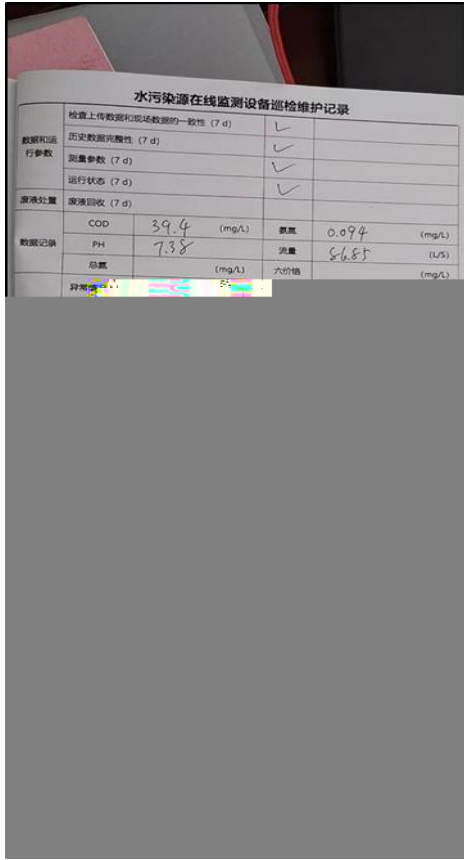 水污染源在线监测设备巡检维护记录
数据和运行参数 检查上传数据和现场数据的一致性（7 d） ✓
历史数据完整性（7 d） ✓
测量参数（7 d） ✓
运行状态（7 d） ✓
废液处置 废液回收（7 d）
数据记录 COD 39.4 (mg/L) 氨氮 0.094 (mg/L)
PH 7.38 流量 86.85 (L/S)
总氮 (mg/L) 六价铬 (mg/L)
异常